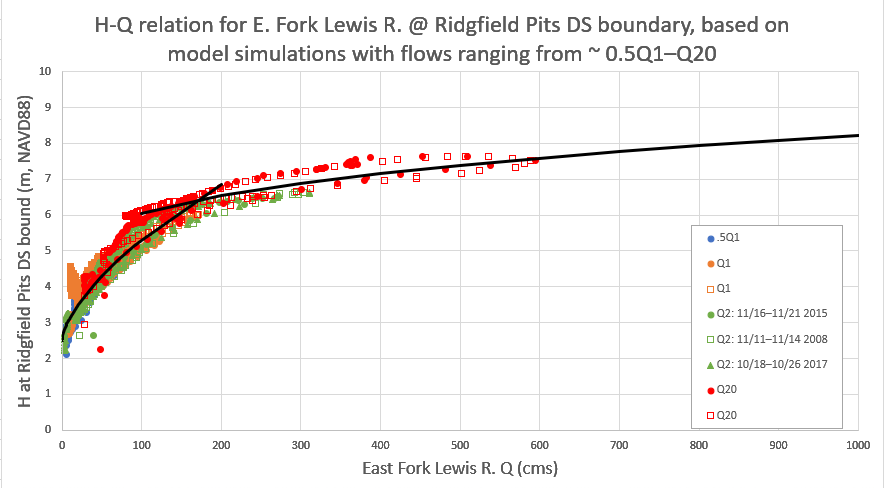 H-Q relation for E. Fork Lewis R. @ Ridgfield Pits DS boundary, based on
model simulations with flows ranging from ~ 0.5Q1–Q20
10
9
8
7
6
5
4
3
2
1
0
H at Ridgfield Pits DS bound (m, NAVD88)
.5Q1
Q1
Q1
Q2: 11/16–11/21 2015
Q2: 11/11–11/14 2008
Q2: 10/18–10/26 2017
Q20
Q20
0 100 200 300 400 500 600 700 800 900 1000
East Fork Lewis R. Q (cms)